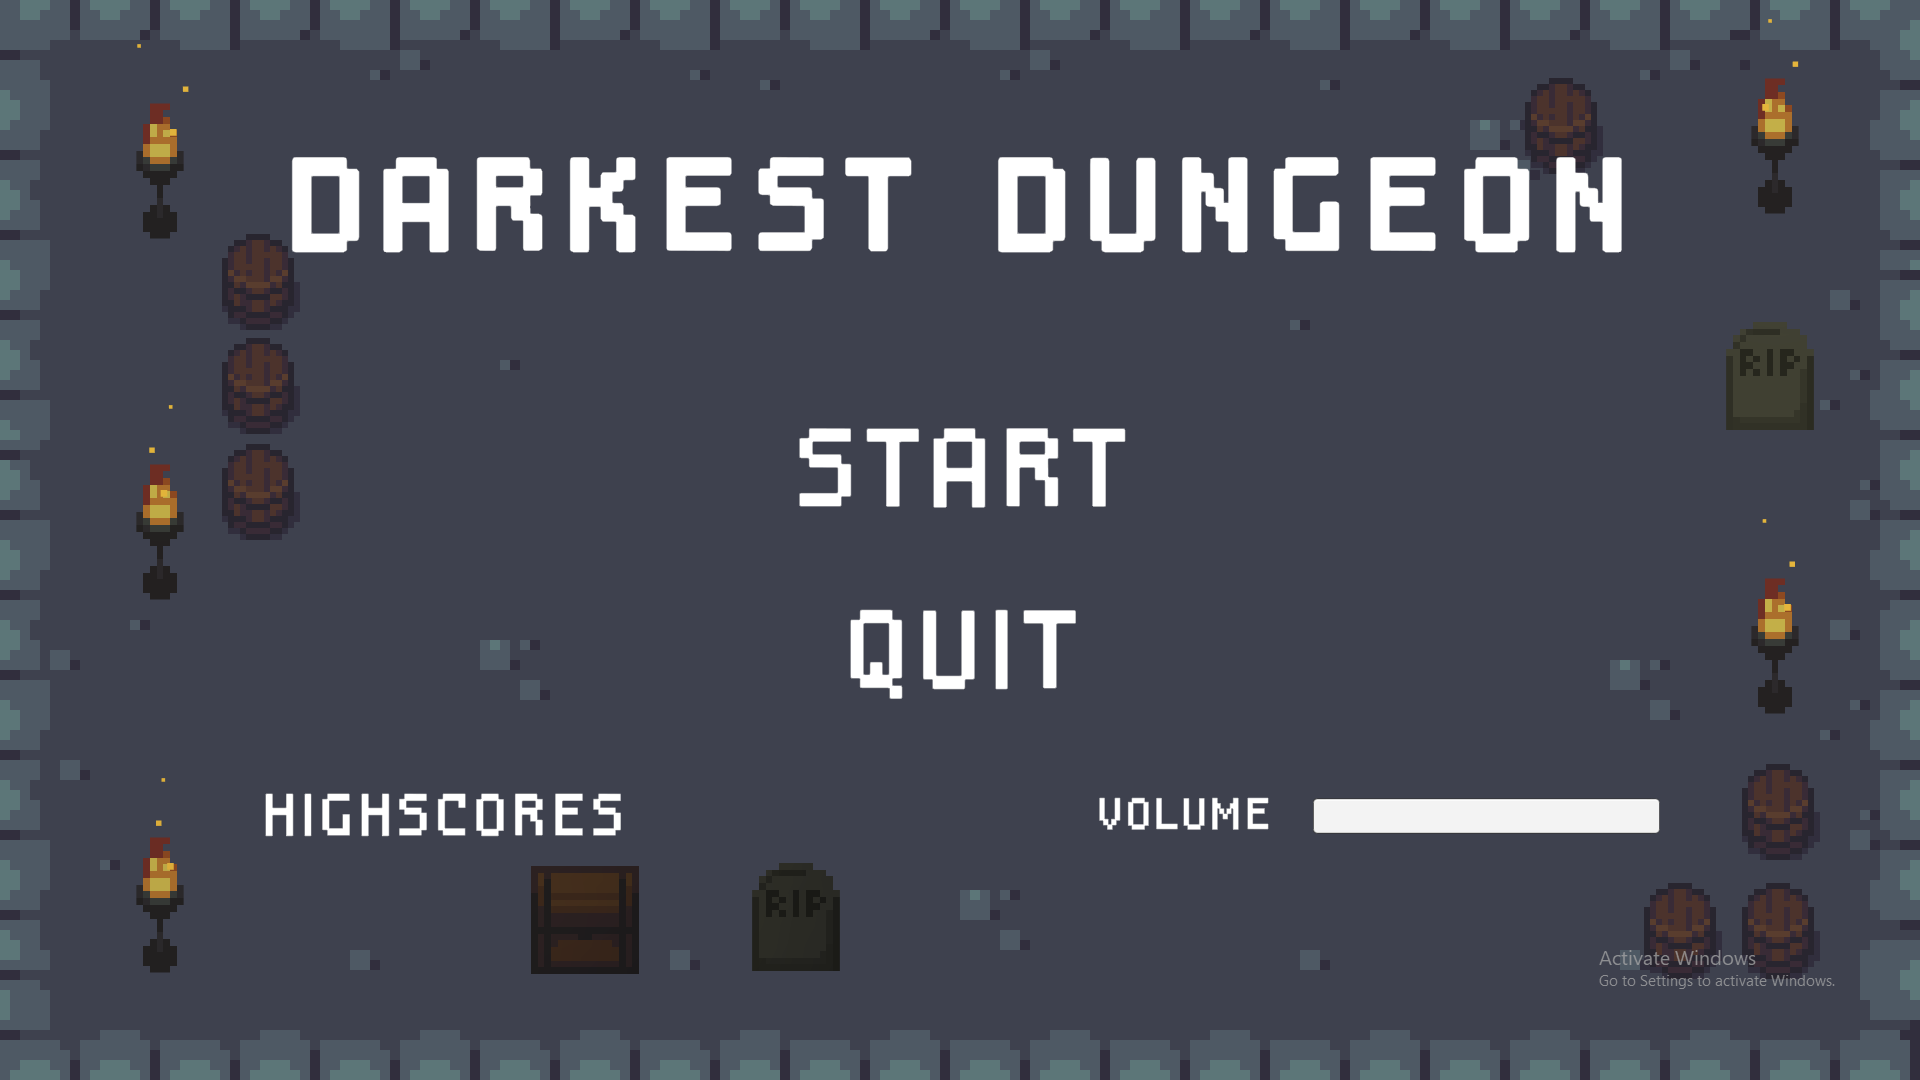 DARKEST DUNGEON
RIP
START
QUIT
HIGHSCORES
VOLUME
RIP
Activate Windows
Go to Settings to activate Windows.